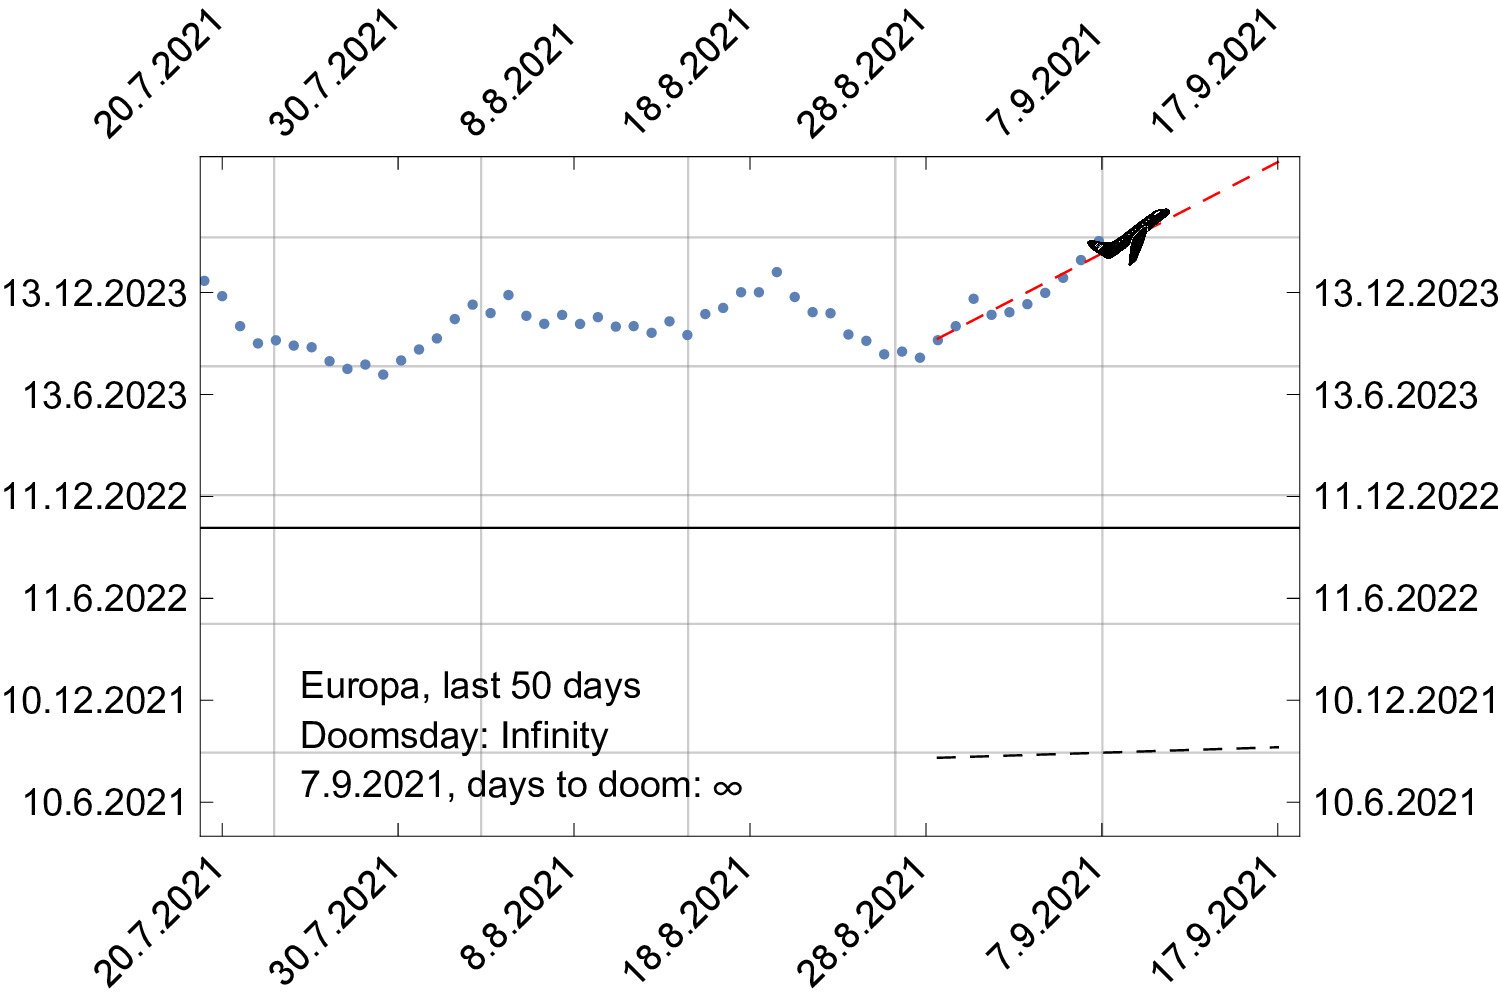 20.7.2021 30.7.2021 8.8.2021 18.8.2021 28.8.2021 7.9.2021 17.9.2021
13.12.2023 13.12.2023
13.6.2023 13.6.2023
11.12.2022 11.12.2022
11.6.2022 11.6.2022
Europa, last 50 days
10.12.2021 10.12.2021
Doomsday: Infinity
7.9.2021, days to doom: ∞
10.6.2021 10.6.2021
20.7.2021 30.7.2021 8.8.2021 18.8.2021 28.8.2021 7.9.2021 17.9.2021